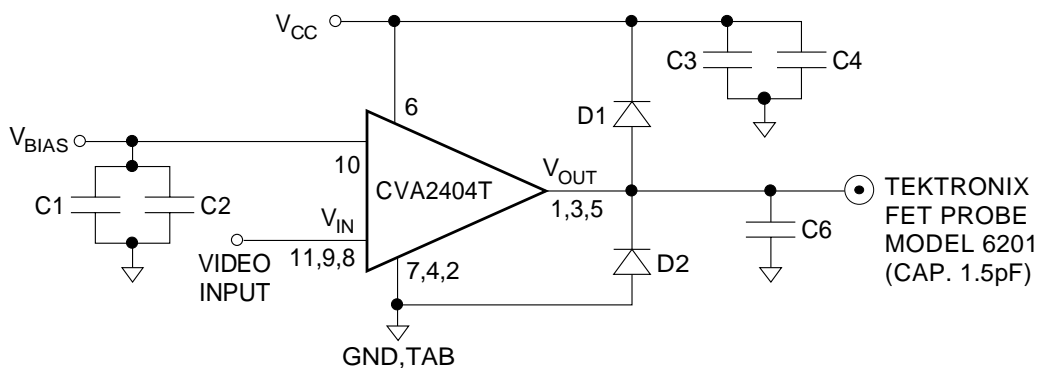 VCC
C3
C4
6
D1
VBIAS
10
C1
C2
CVA2404T
VOUT
1,3,5
VIN
11,9,8
VIDEO
INPUT
7,4,2
D2
C6
TEKTRONIX
FET PROBE
MODEL 6201
(CAP. 1.5pF)
GND,TAB